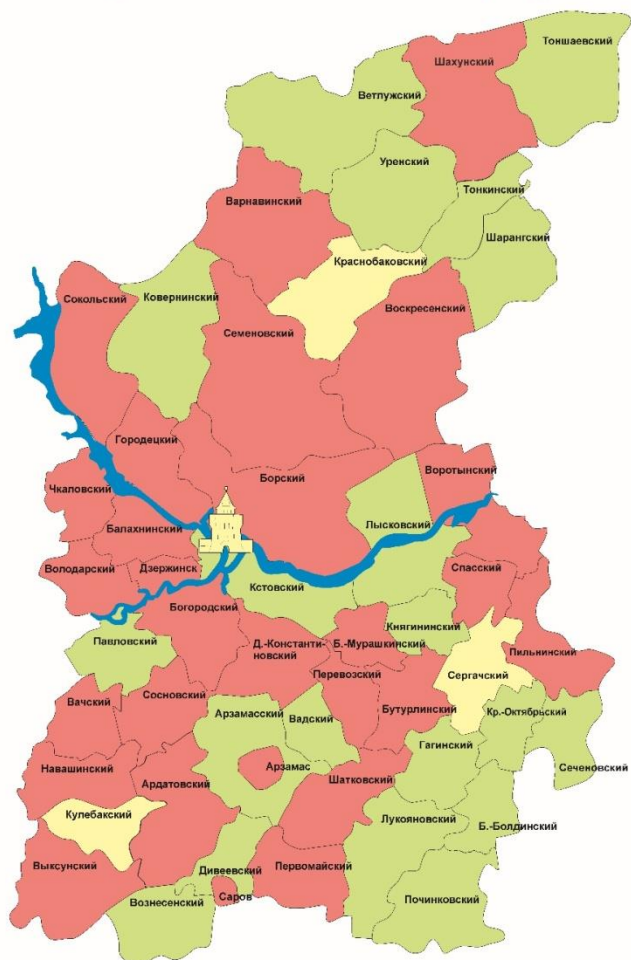 Тоншаевский
Шахунский
Ветлужский
Уренский
Тонкинский
Варнавинский
Шарангский
Краснобаковский
Сокольский
Ковернинский
Воскресенский
Семеновский
Городецкий
Воротынский
Борский
Чкаловский
Лысковский
Балахнинский
Володарский
Дзержинск
Спасский
Кстовский
Богородский
Княгининский
Павловский
Д.-Константи-
новский
Б.-Мурашкинский
Пильнинский
Перевозский
Сергачский
Сосновский
Вачский
Бутурлинский
Арзамасский
Вадский
Кр.-Октябрьский
Гагинский
Навашинский
Арзамас
Сеченовский
Ардатовский
Шатковский
Кулебакский
Лукояновский
Б.-Болдинский
Выксунский
Дивеевский
Первомайский
Саров
Вознесенский
Починковский